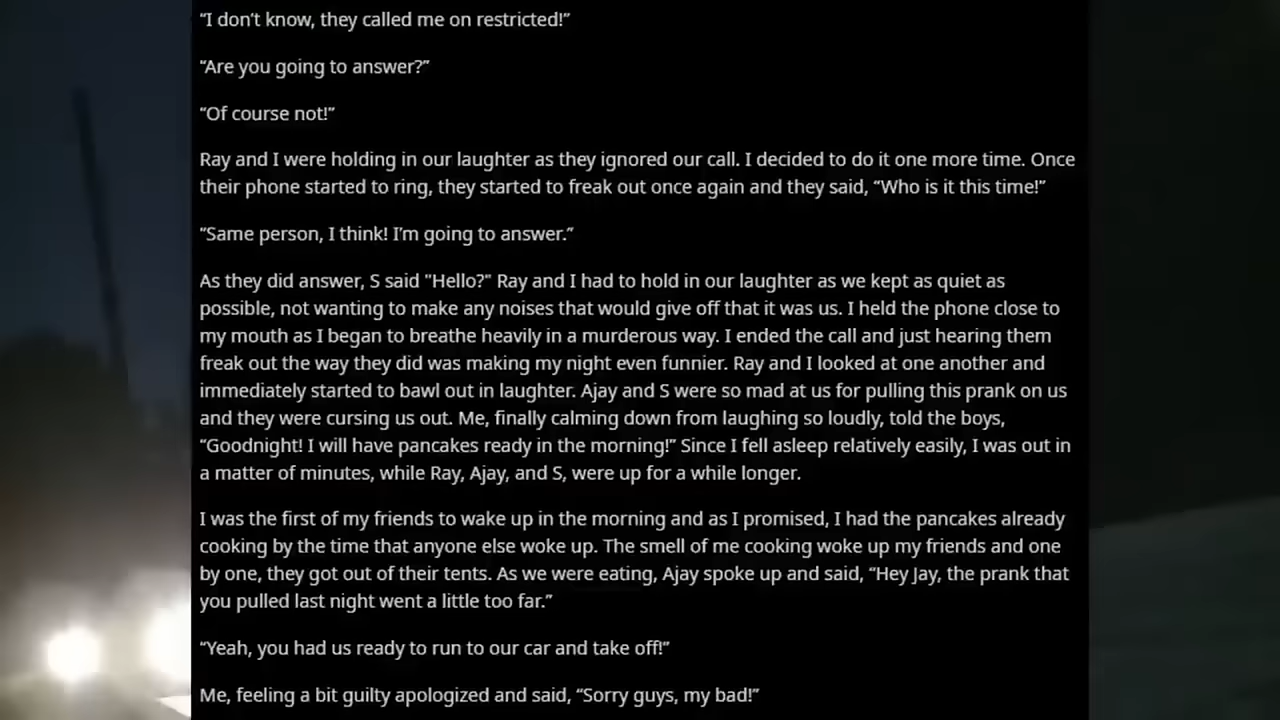 “I don’t know, they called me on restricted!”
“Are you going to answer?”
“Of course not!”
Ray and I were holding in our laughter as they ignored our call. I decided to do it one more time. Once
their phone started to ring, they started to freak out once again and they said, “Who is it this time!”
“Same person, I think! I’m going to answer.”
As they did answer, S said "Hello?" Ray and I had to hold in our laughter as we kept as quiet as
possible, not wanting to make any noises that would give off that it was us. I held the phone close to
my mouth as I began to breathe heavily in a murderous way. I ended the call and just hearing them
freak out the way they did was making my night even funnier. Ray and I looked at one another and
immediately started to bawl out in laughter. Ajay and S were so mad at us for pulling this prank on us
and they were cursing us out. Me, finally calming down from laughing so loudly, told the boys,
“Goodnight! I will have pancakes ready in the morning!” Since I fell asleep relatively easily, I was out in
a matter of minutes, while Ray, Ajay, and S, were up for a while longer.
I was the first of my friends to wake up in the morning and as I promised, I had the pancakes already
cooking by the time that anyone else woke up. The smell of me cooking woke up my friends and one
by one, they got out of their tents. As we were eating, Ajay spoke up and said, “Hey Jay, the prank that
you pulled last night went a little too far.”
“Yeah, you had us ready to run to our car and take off!”
Me, feeling a bit guilty apologized and said, “Sorry guys, my bad!”